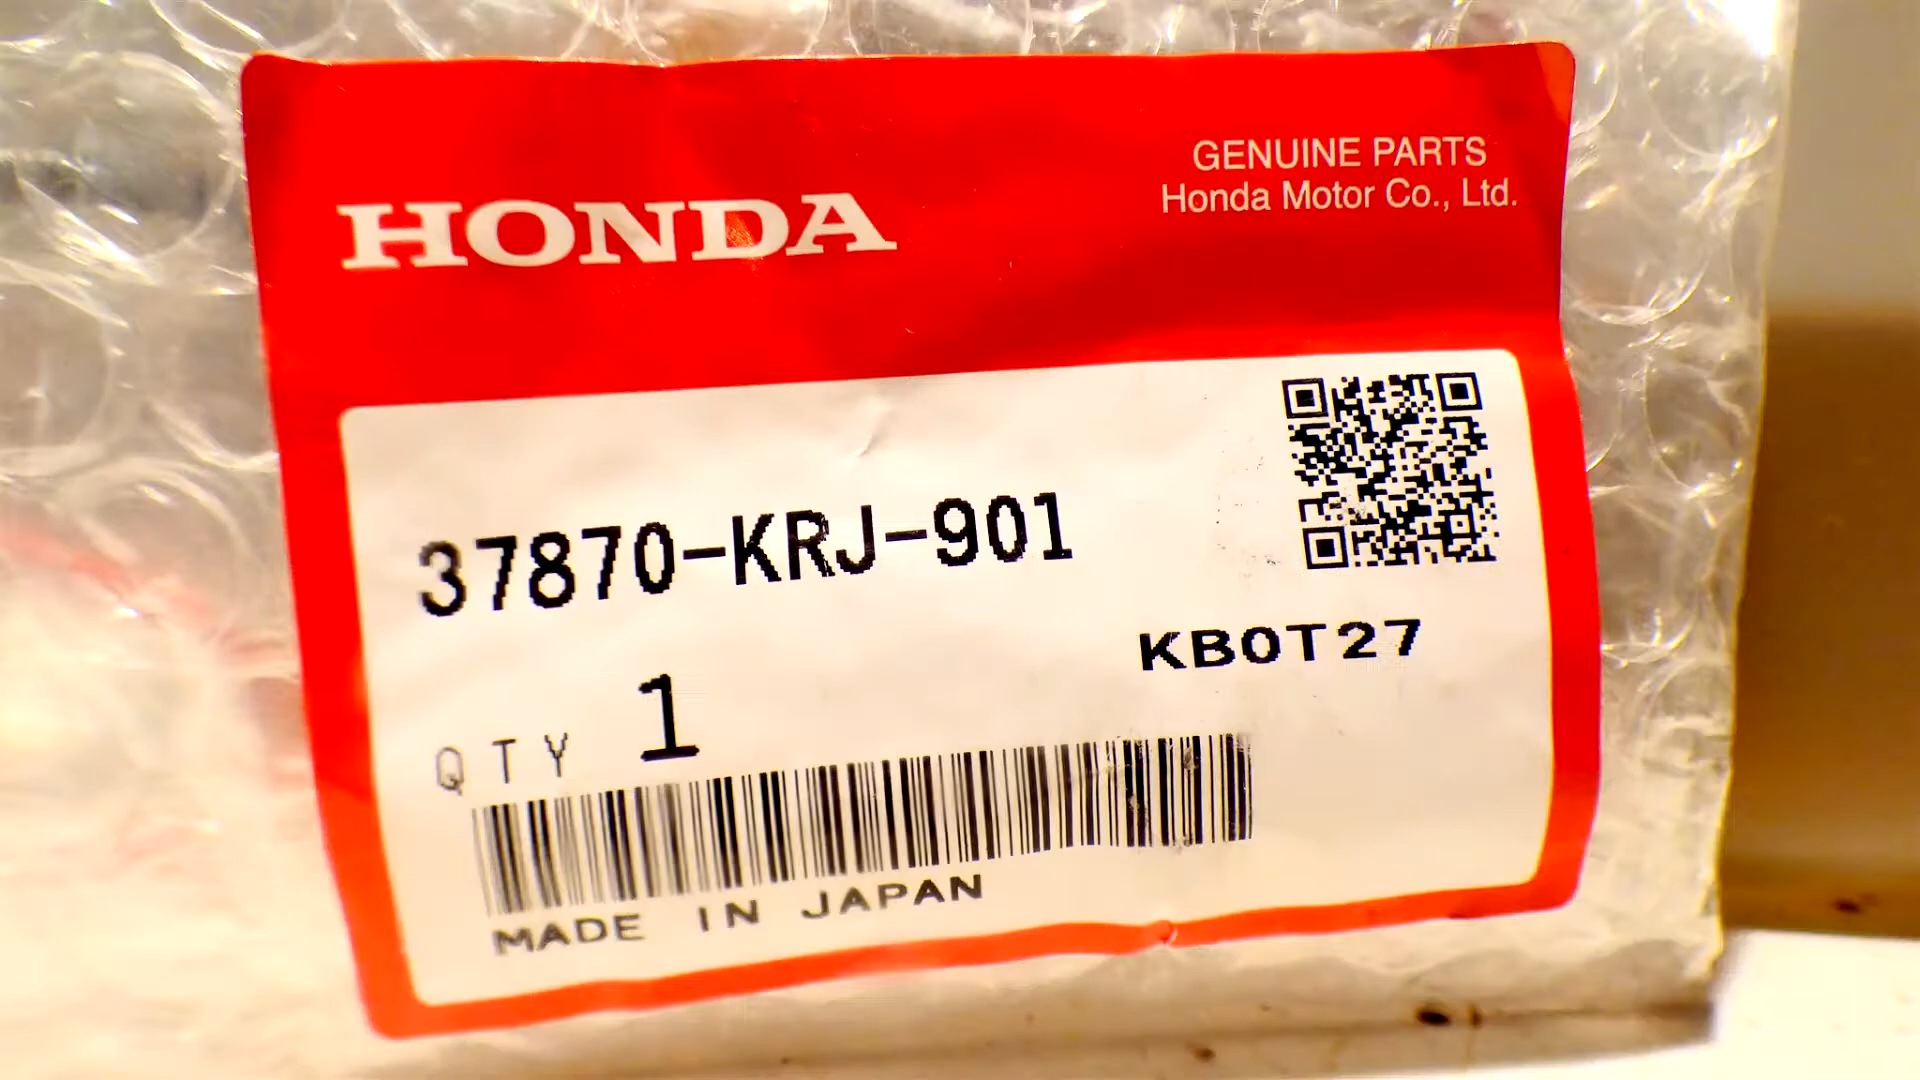 HONDA
GENUINE PARTS
Honda Motor Co., Ltd.
37870-KRJ-901
KB0T27
QTY 1
MADE IN JAPAN